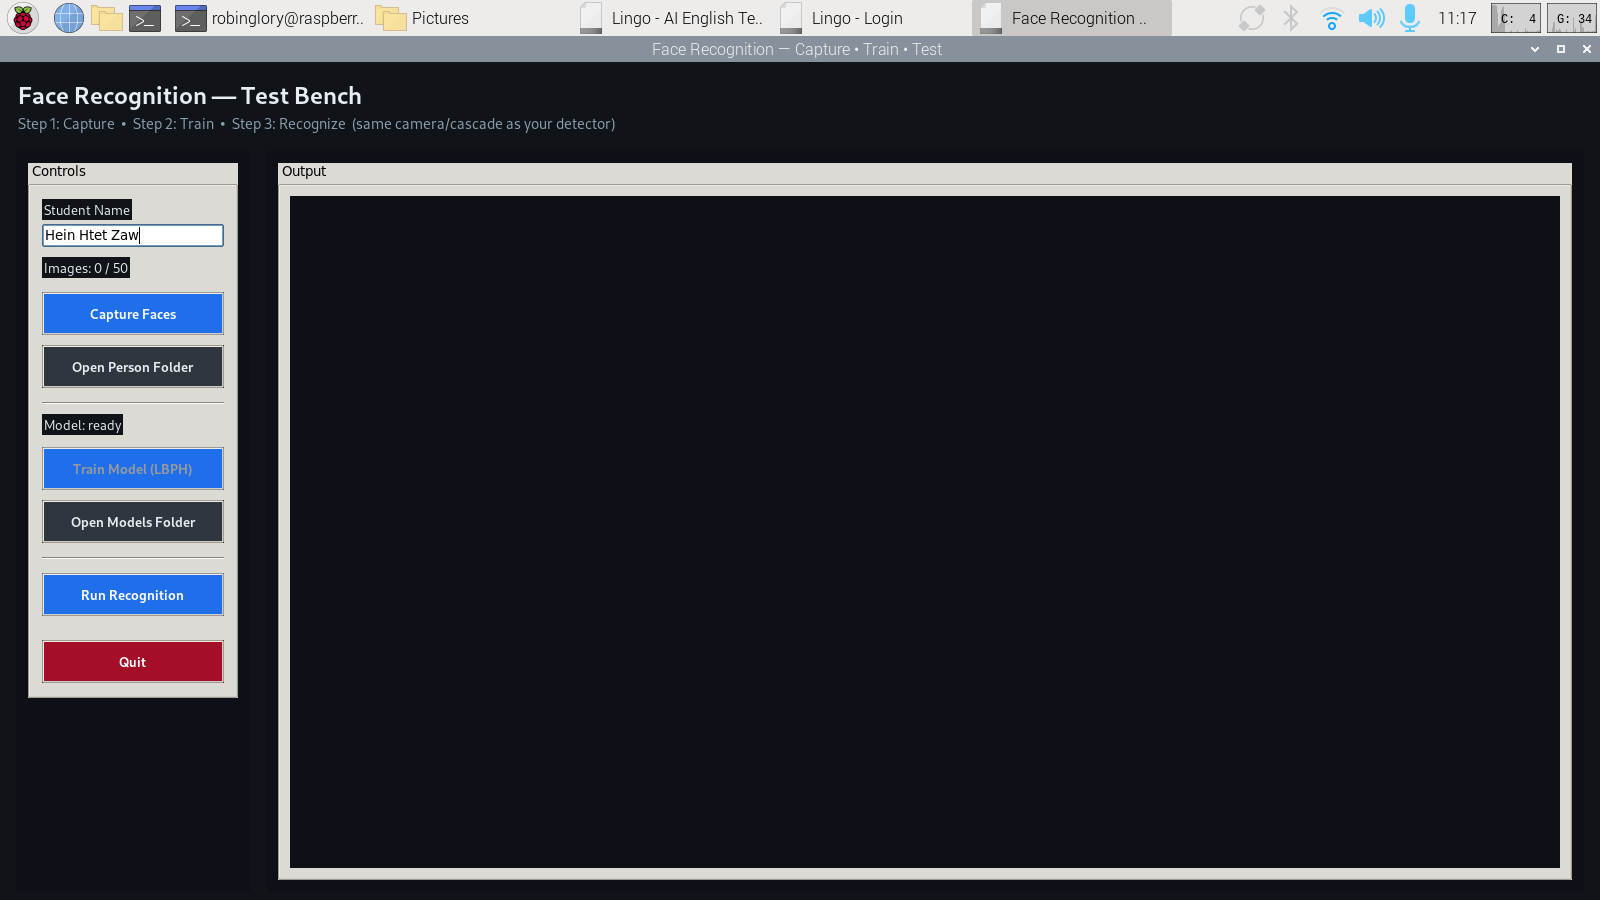 robinglory@raspberr..
Pictures
Lingo - AI English Te..
Lingo - Login
Face Recognition ..
11:17
C: 4
G: 34
Face Recognition — Capture • Train • Test
Face Recognition — Test Bench
Step 1: Capture • Step 2: Train • Step 3: Recognize (same camera/cascade as your detector)
Controls
Student Name
Hein Htet Zaw
Images: 0 / 50
Capture Faces
Open Person Folder
Model: ready
Train Model (LBPH)
Open Models Folder
Run Recognition
Quit
Output